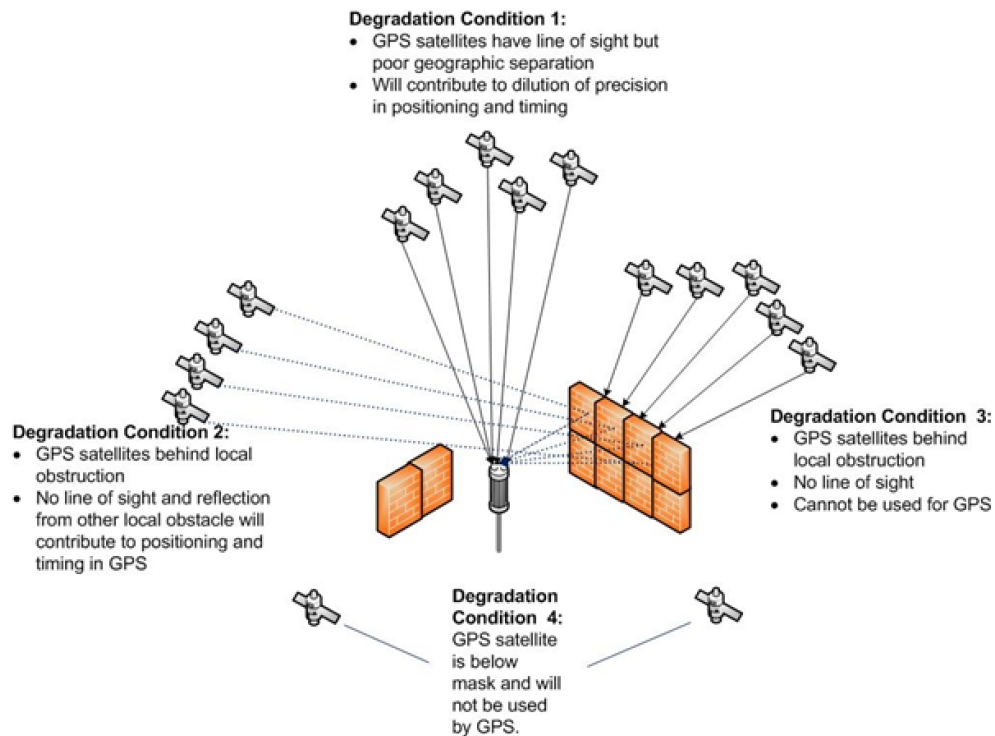 Degradation Condition 1:
• GPS satellites have line of sight but
poor geographic separation
• Will contribute to dilution of precision
in positioning and timing
Degradation Condition 2:
• GPS satellites behind local
obstruction
• No line of sight and reflection
from other local obstacle will
contribute to positioning and
timing in GPS
Degradation Condition 3:
• GPS satellites behind
local obstruction
• No line of sight
• Cannot be used for GPS
Degradation
Condition 4:
GPS satellite
is below
mask and will
not be used
by GPS.